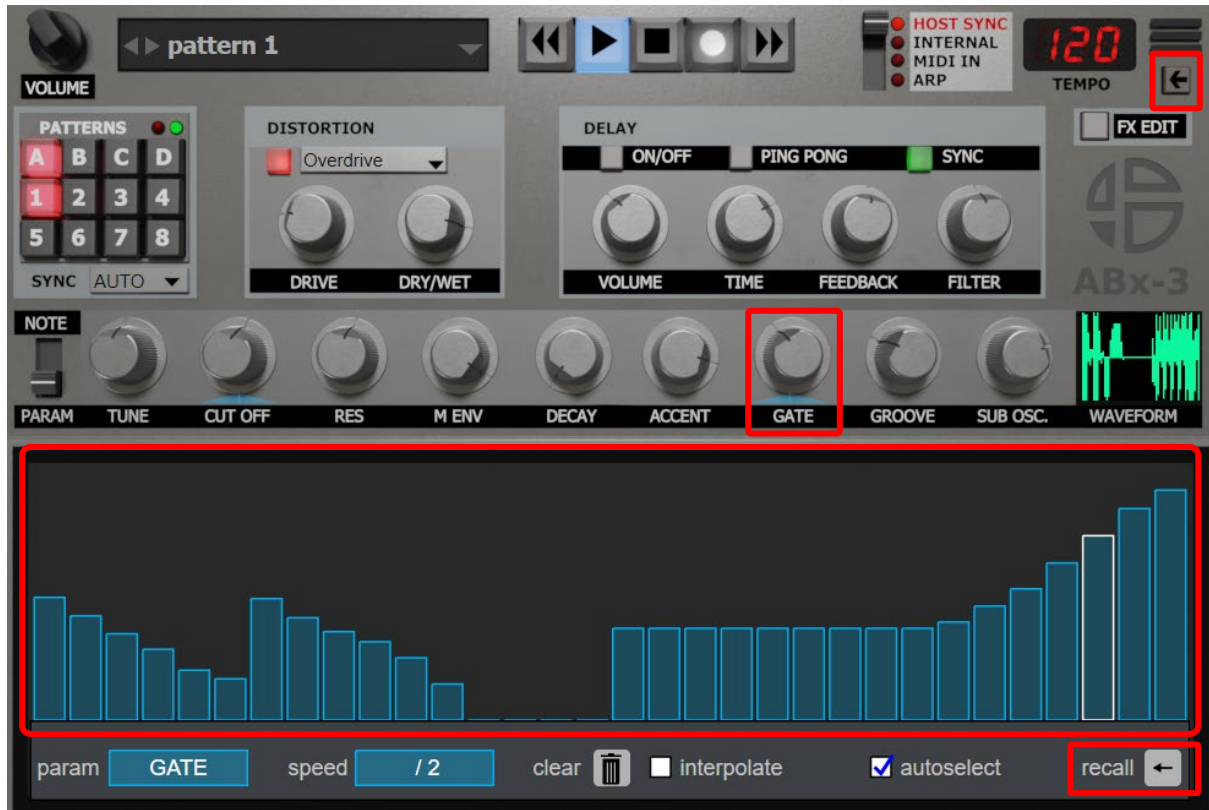 pattern 1
HOST SYNC
INTERNAL
MIDI IN
ARP
120
TEMPO
VOLUME
PATTERNS
A B C D
1 2 3 4
5 6 7 8
SYNC AUTO
DISTORTION
Overdrive
DRIVE DRY/WET
DELAY
ON/OFF PING PONG SYNC
VOLUME TIME FEEDBACK FILTER
FX EDIT
ABx-3
NOTE
PARAM TUNE CUT OFF RES M ENV DECAY ACCENT GATE GROOVE SUB OSC. WAVEFORM
param GATE speed / 2 clear interpolate autoselect recall